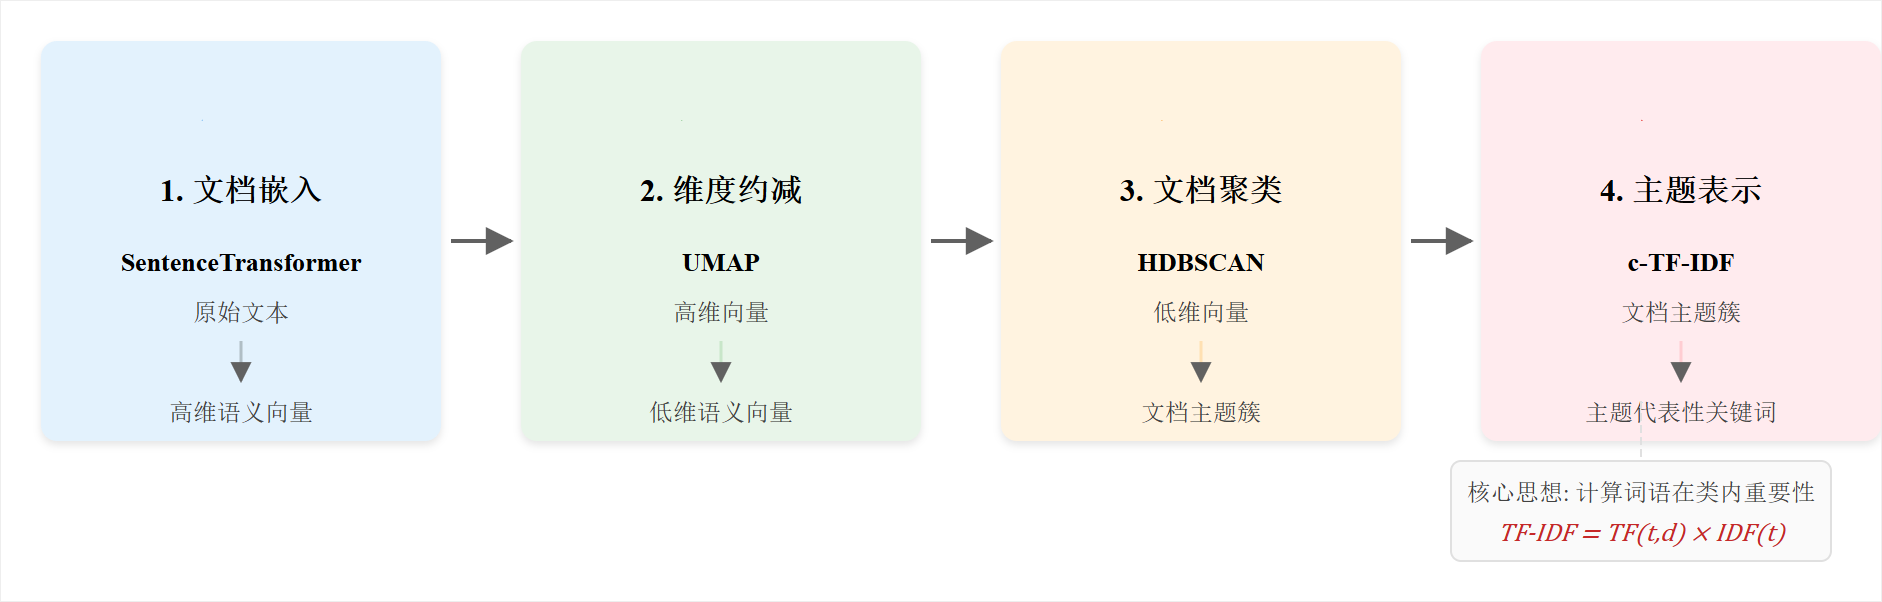 1. 文档嵌入
SentenceTransformer
原始文本
高维语义向量
2. 维度约减
UMAP
高维向量
低维语义向量
3. 文档聚类
HDBSCAN
低维向量
文档主题簇
4. 主题表示
c-TF-IDF
文档主题簇
主题代表性关键词
核心思想: 计算词语在类内重要性
TF-IDF = TF(t,d) × IDF(t)